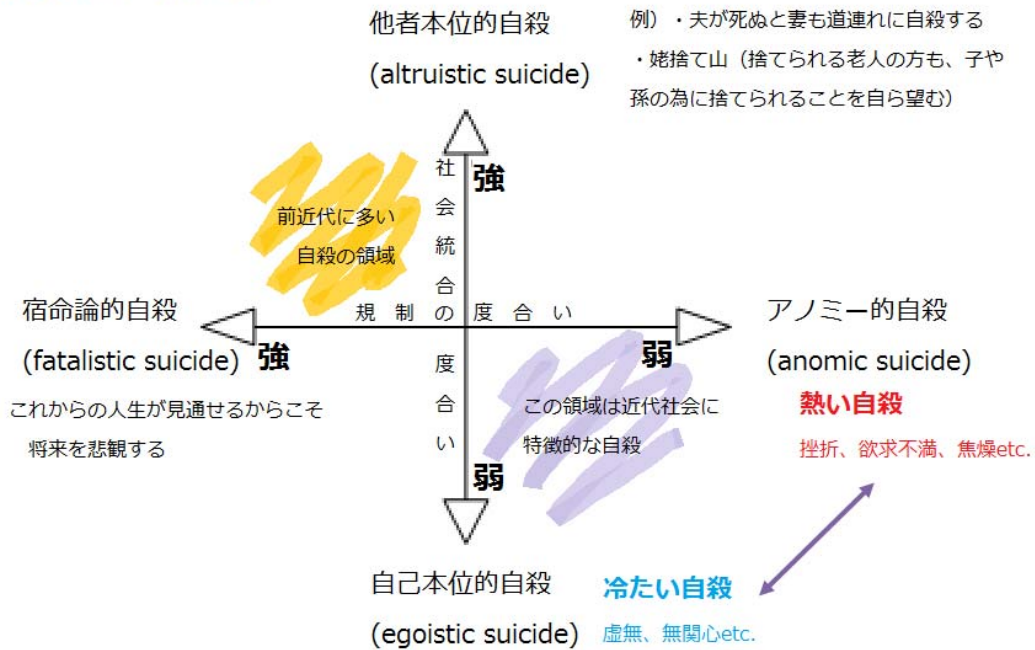 他者本位的自殺
(altruistic suicide)
例）・夫が死ぬと妻も道連れに自殺する
・姥捨て山（捨てられる老人の方も、子や
孫の為に捨てられることを自ら望む）
強
社会統合の度合い
前近代に多い
自殺の領域
規制の度合い
宿命論的自殺
(fatalistic suicide)
強
これからの人生が見通せるからこそ
将来を悲観する
アノミー的自殺
(anomic suicide)
弱
熱い自殺
挫折、欲求不満、焦燥etc.
この領域は近代社会に
特徴的な自殺
弱
自己本位的自殺
(egoistic suicide)
冷たい自殺
虚無、無関心etc.